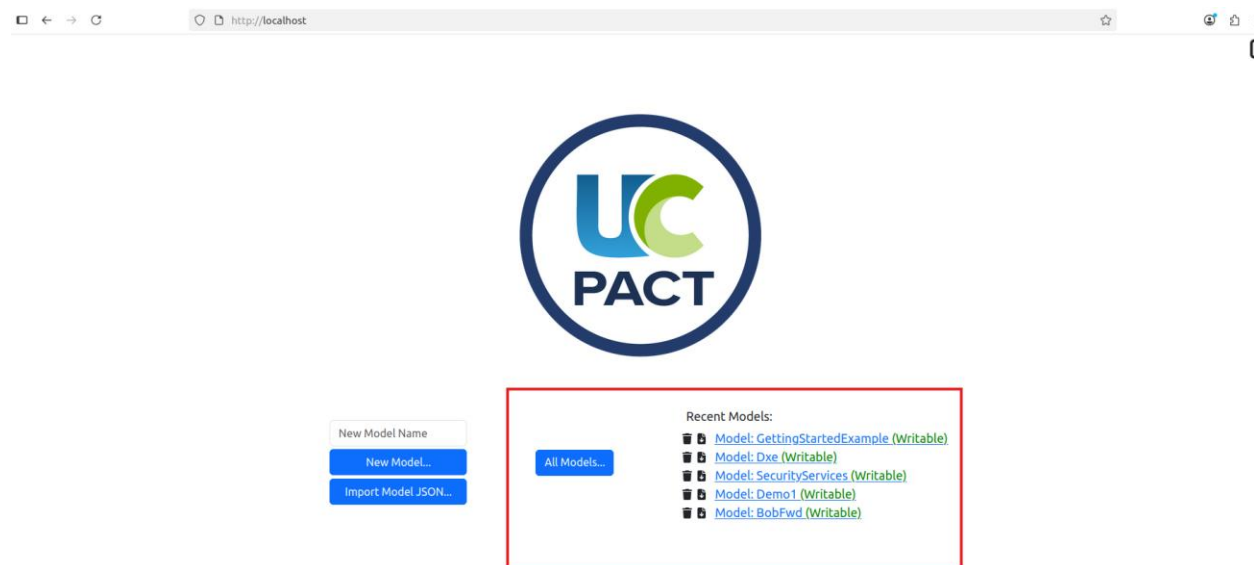 http://localhost
UC
PACT
New Model Name
New Model...
Import Model JSON...
All Models...
Recent Models:
Model: GettingStartedExample (Writable)
Model: Dxe (Writable)
Model: SecurityServices (Writable)
Model: Demo1 (Writable)
Model: BobFwd (Writable)